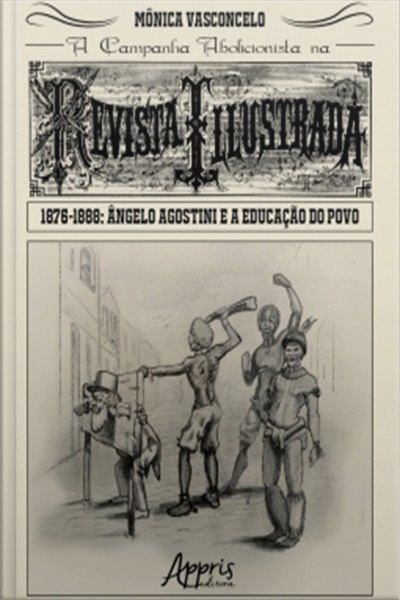 MÔNICA VASCONCELO
A Campanha Abolicionista na
REVISTA ILLUSTRADA
1876-1888: ÂNGELO AGOSTINI E A EDUCAÇÃO DO POVO
Appris
editora